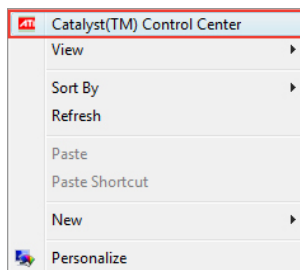 ATI Catalyst(TM) Control Center
View
Sort By
Refresh
Paste
Paste Shortcut
New
Personalize